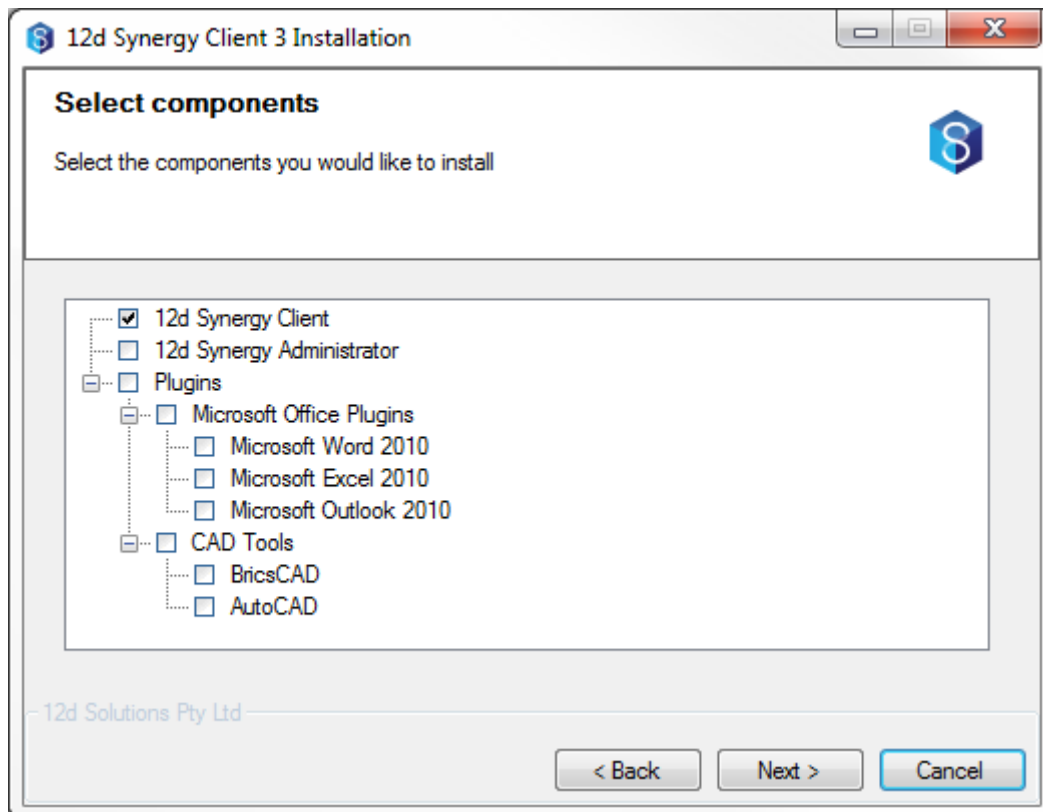 12d Synergy Client 3 Installation
Select components
Select the components you would like to install
12d Synergy Client
12d Synergy Administrator
Plugins
Microsoft Office Plugins
Microsoft Word 2010
Microsoft Excel 2010
Microsoft Outlook 2010
CAD Tools
BricsCAD
AutoCAD
12d Solutions Pty Ltd
< Back Next > Cancel